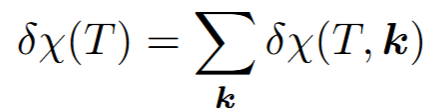 δχ(T) = ∑_𝒌 δχ(T, 𝒌)